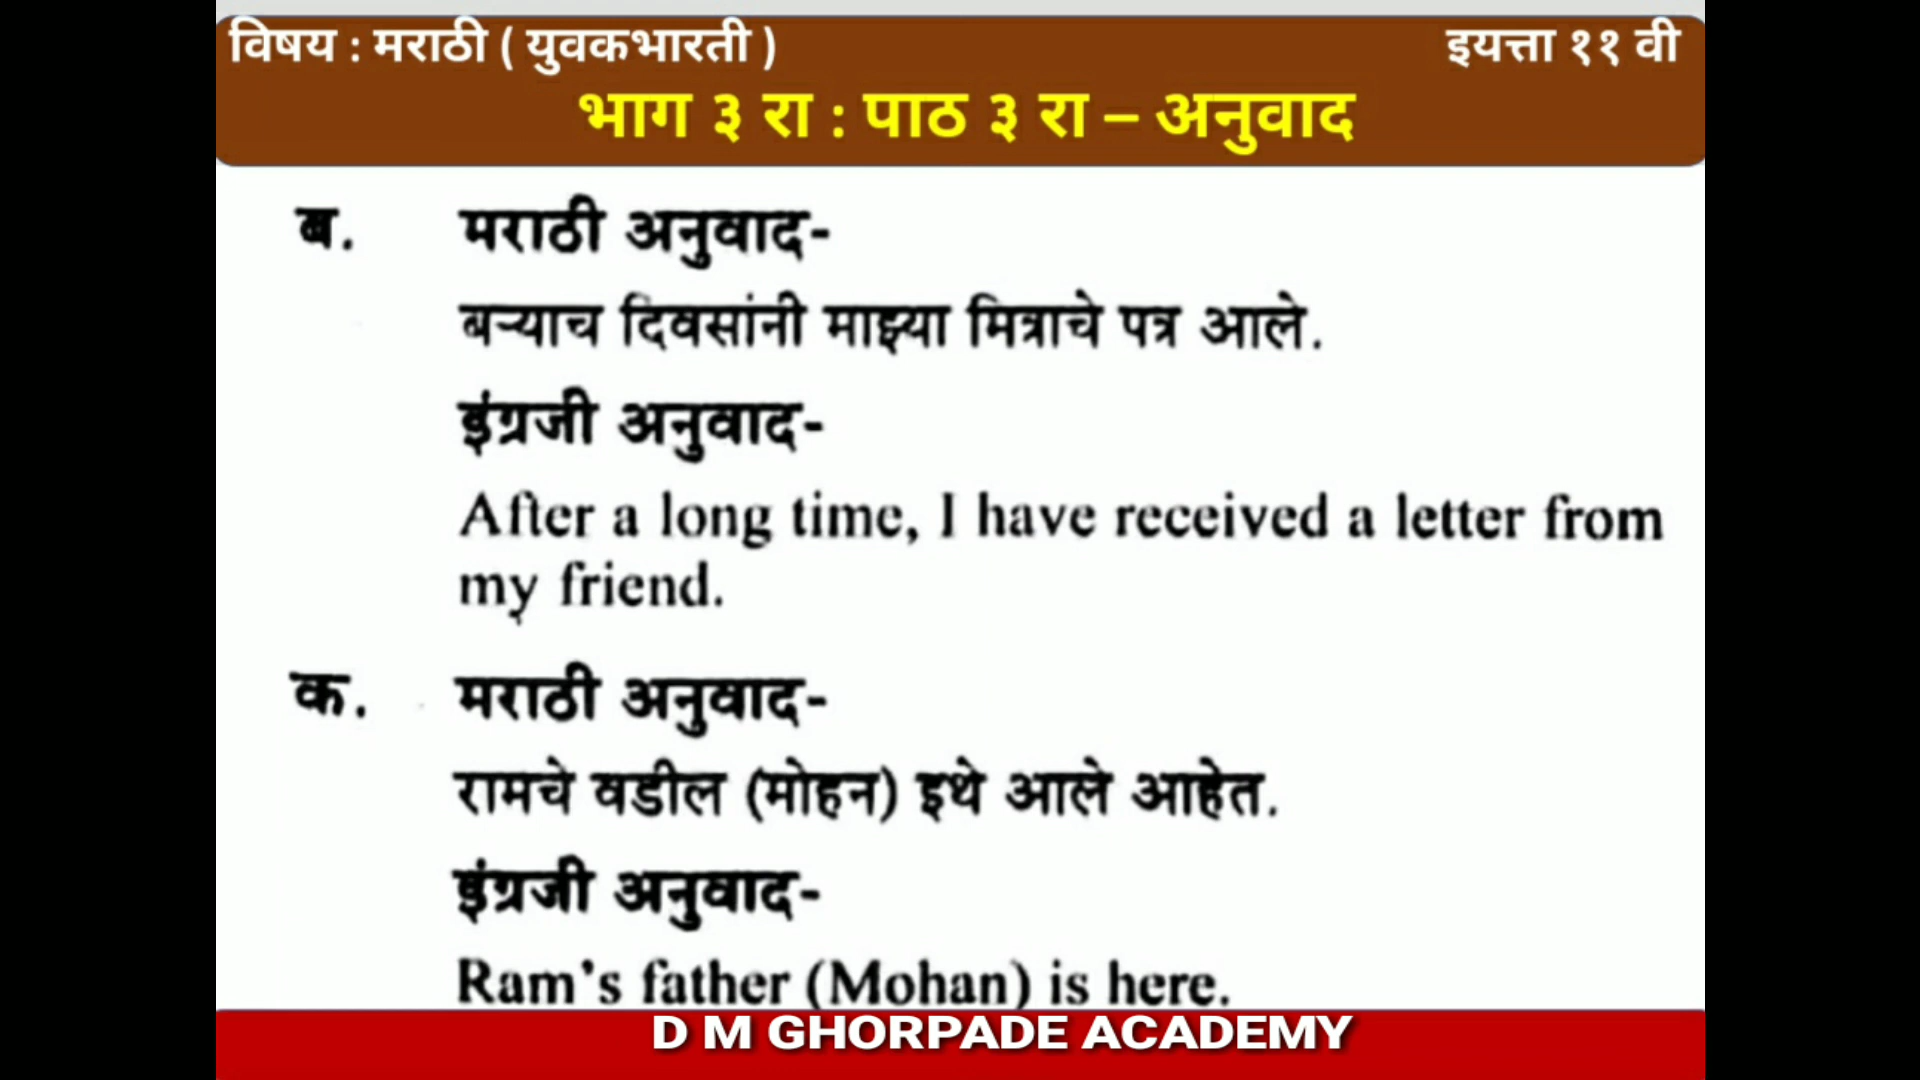 विषय : मराठी ( युवकभारती )
इयत्ता ११ वी
भाग ३ रा : पाठ ३ रा – अनुवाद
ब. मराठी अनुवाद-
बऱ्याच दिवसांनी माझ्या मित्राचे पत्र आले.
इंग्रजी अनुवाद-
After a long time, I have received a letter from
my friend.
क. मराठी अनुवाद-
रामचे वडील (मोहन) इथे आले आहेत.
इंग्रजी अनुवाद-
Ram's father (Mohan) is here.
D M GHORPADE ACADEMY